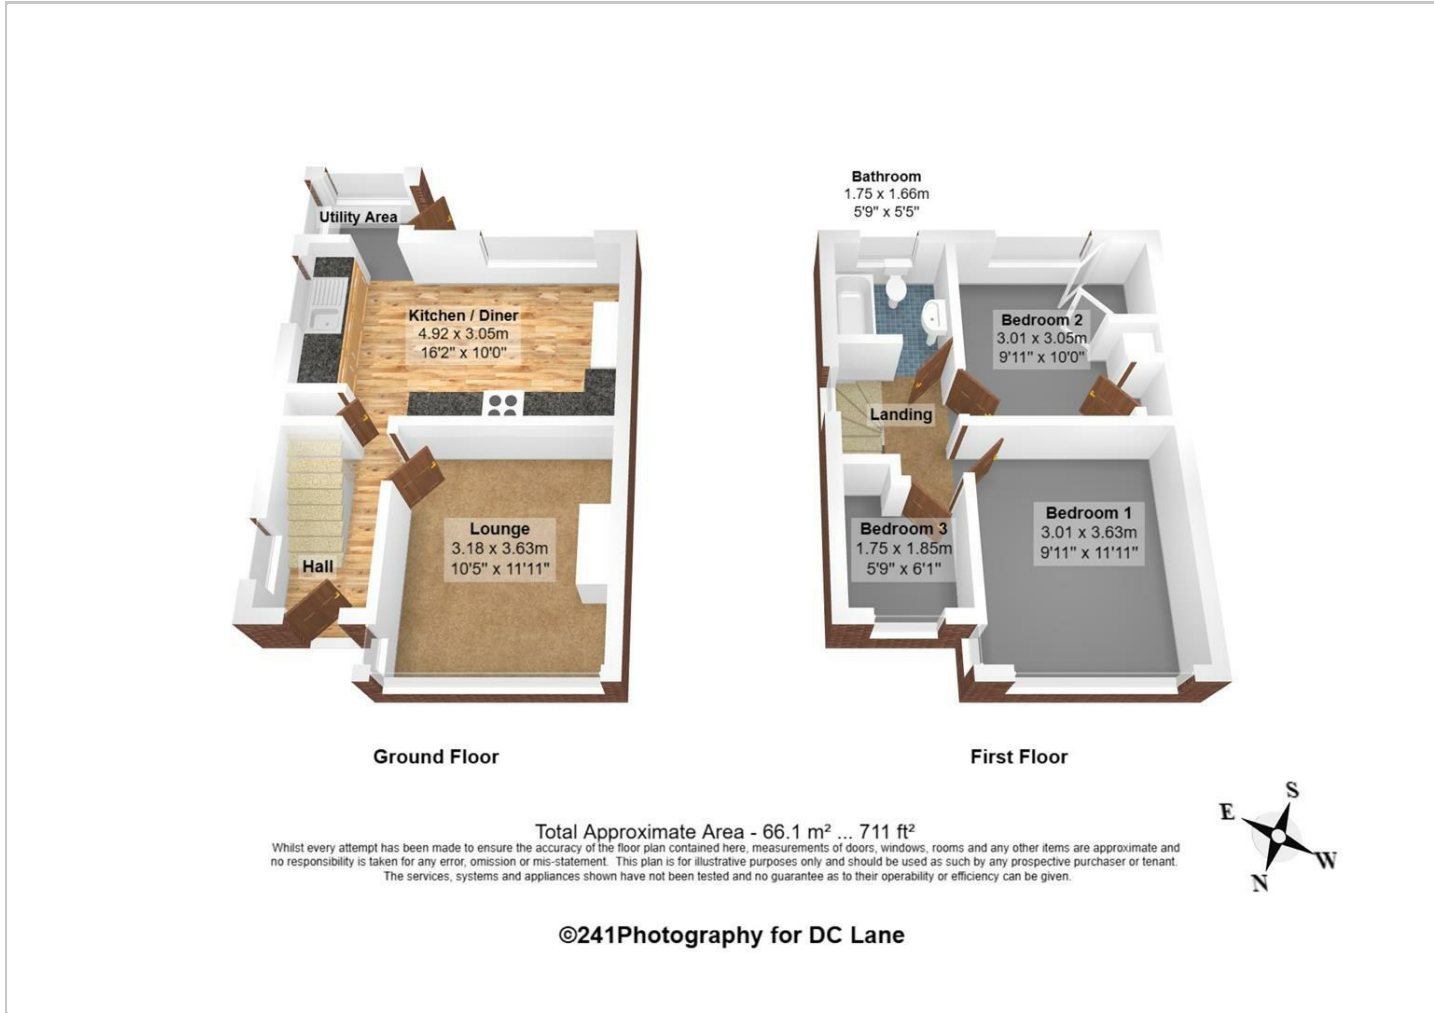 Bathroom
1.75 x 1.66m
5'9" x 5'5"
Utility Area
Kitchen / Diner
4.92 x 3.05m
16'2" x 10'0"
Bedroom 2
3.01 x 3.05m
9'11" x 10'0"
Landing
Lounge
3.18 x 3.63m
10'5" x 11'11"
Hall
Bedroom 3
1.75 x 1.85m
5'9" x 6'1"
Bedroom 1
3.01 x 3.63m
9'11" x 11'11"
Ground Floor
First Floor
S
E
W
N
Total Approximate Area - 66.1 m² ... 711 ft²
Whilst every attempt has been made to ensure the accuracy of the floor plan contained here, measurements of doors, windows, rooms and any other items are approximate and
no responsibility is taken for any error, omission or mis-statement. This plan is for illustrative purposes only and should be used as such by any prospective purchaser or tenant.
The services, systems and appliances shown have not been tested and no guarantee as to their operability or efficiency can be given.
©241Photography for DC Lane